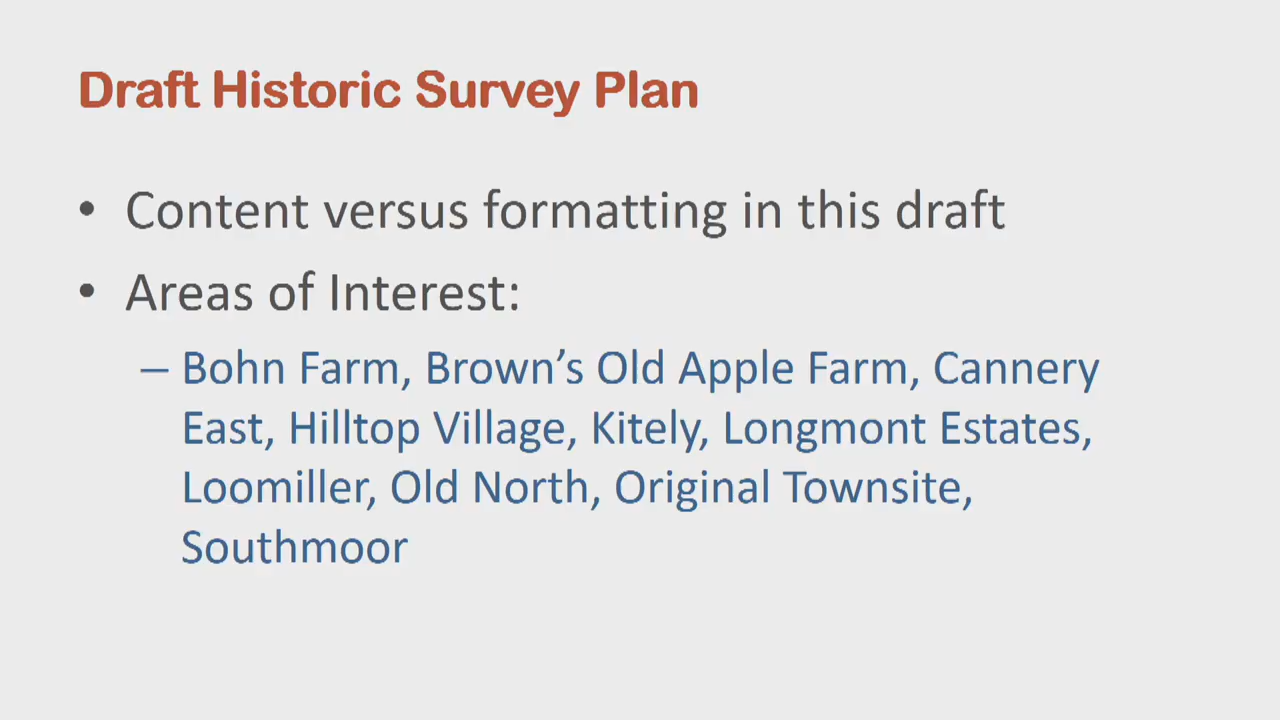 Draft Historic Survey Plan
• Content versus formatting in this draft
• Areas of Interest:
– Bohn Farm, Brown’s Old Apple Farm, Cannery
East, Hilltop Village, Kitely, Longmont Estates,
Loomiller, Old North, Original Townsite,
Southmoor